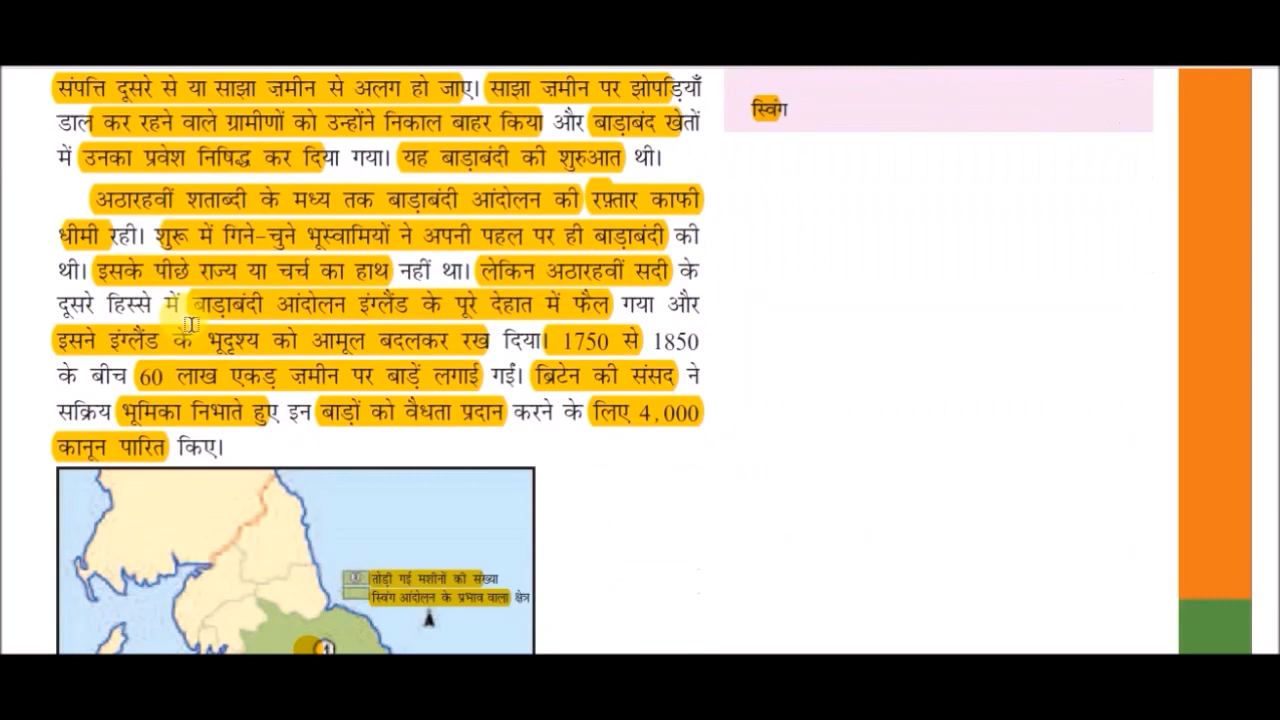 संपत्ति दूसरे से या साझा ज़मीन से अलग हो जाए। साझा ज़मीन पर झोपड़ियाँ
डाल कर रहने वाले ग्रामीणों को उन्होंने निकाल बाहर किया और बाड़ाबंद खेतों
में उनका प्रवेश निषिद्ध कर दिया गया। यह बाड़ाबंदी की शुरुआत थी।
अठारहवीं शताब्दी के मध्य तक बाड़ाबंदी आंदोलन की रफ़्तार काफी
धीमी रही। शुरू में गिने-चुने भूस्वामियों ने अपनी पहल पर ही बाड़ाबंदी की
थी। इसके पीछे राज्य या चर्च का हाथ नहीं था। लेकिन अठारहवीं सदी के
दूसरे हिस्से में बाड़ाबंदी आंदोलन इंग्लैंड के पूरे देहात में फैल गया और
इसने इंग्लैंड के भूदृश्य को आमूल बदलकर रख दिया। 1750 से 1850
के बीच 60 लाख एकड़ ज़मीन पर बाड़ें लगाई गईं। ब्रिटेन की संसद ने
सक्रिय भूमिका निभाते हुए इन बाड़ों को वैधता प्रदान करने के लिए 4,000
कानून पारित किए।
स्विंग
तोड़ी गई मशीनों की संख्या
स्विंग आंदोलन के प्रभाव वाला क्षेत्र
1